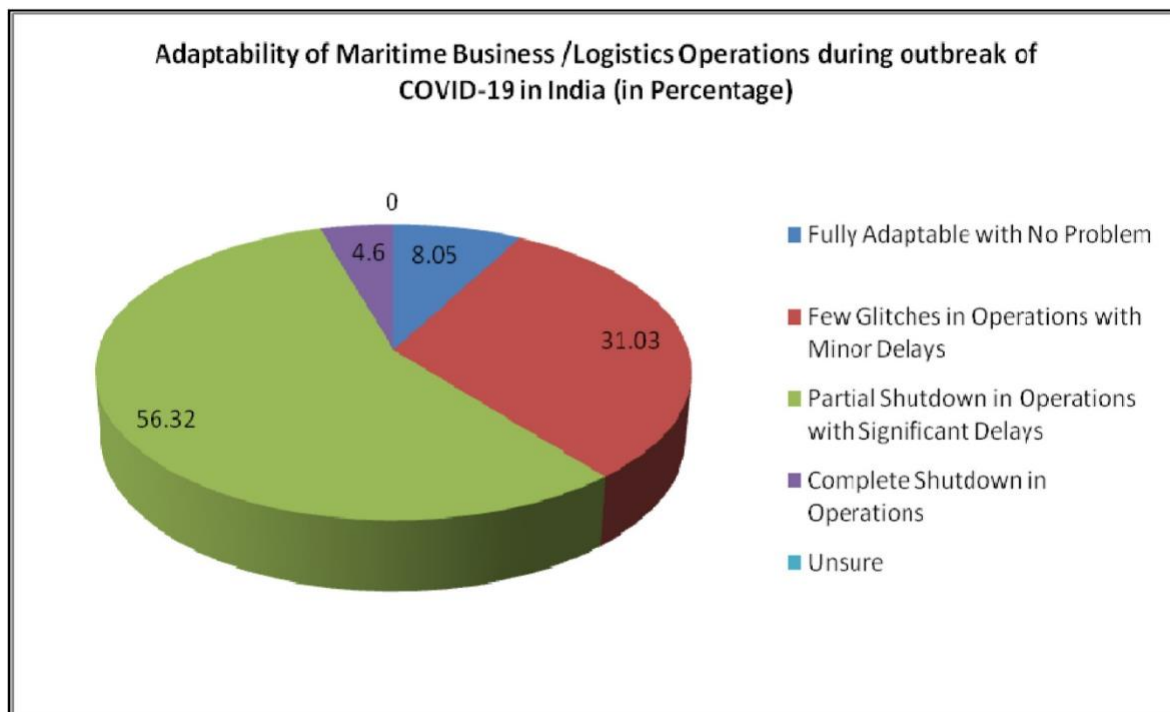 Adaptability of Maritime Business /Logistics Operations during outbreak of
COVID-19 in India (in Percentage)
0
4.6
8.05
31.03
56.32
Fully Adaptable with No Problem
Few Glitches in Operations with
Minor Delays
Partial Shutdown in Operations
with Significant Delays
Complete Shutdown in
Operations
Unsure